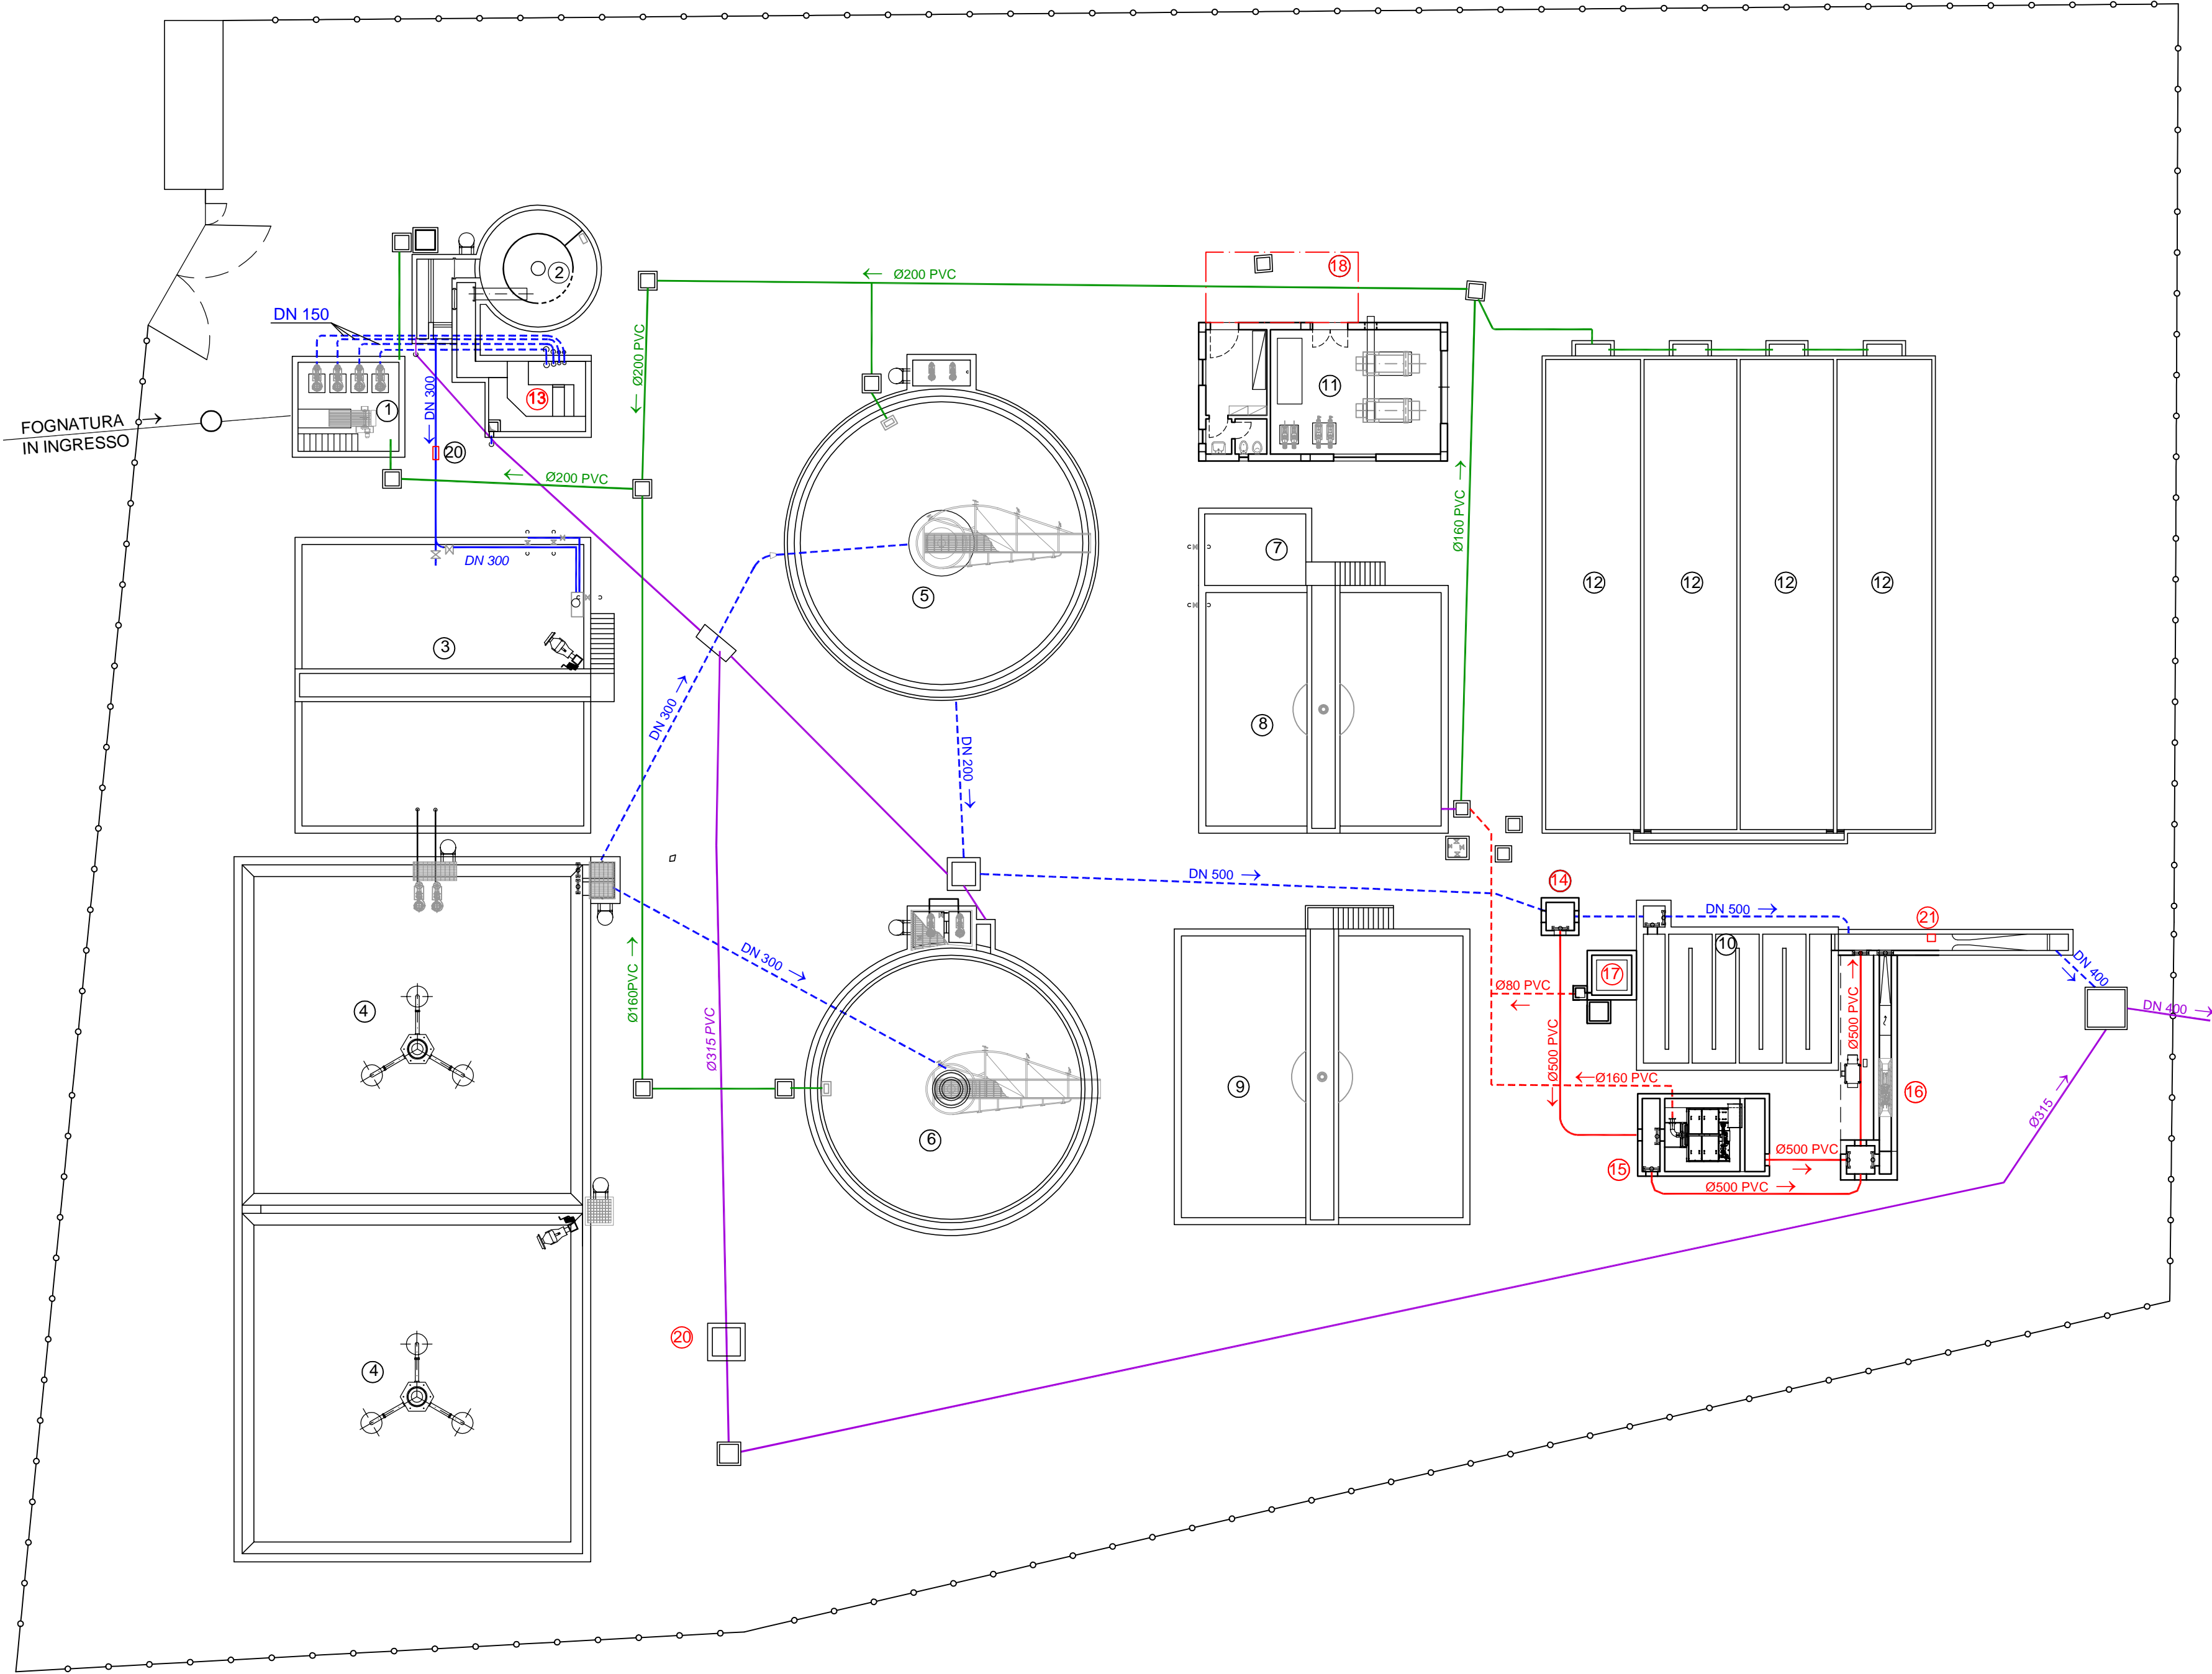 Ø200 PVC
18
2
DN 150
Ø200 PVC
DN 300
13
11
1
FOGNATURA
IN INGRESSO
20
Ø200 PVC
Ø160 PVC
7
DN 300
12
12
12
12
5
3
DN 300
8
DN 200
DN 500
14
DN 500
21
10
DN 300
17
DN 400
Ø80 PVC
Ø160PVC
4
Ø315 PVC
Ø500 PVC
Ø500 PVC
DN 400
Ø160 PVC
9
16
Ø315
6
Ø500 PVC
15
Ø500 PVC
20
4